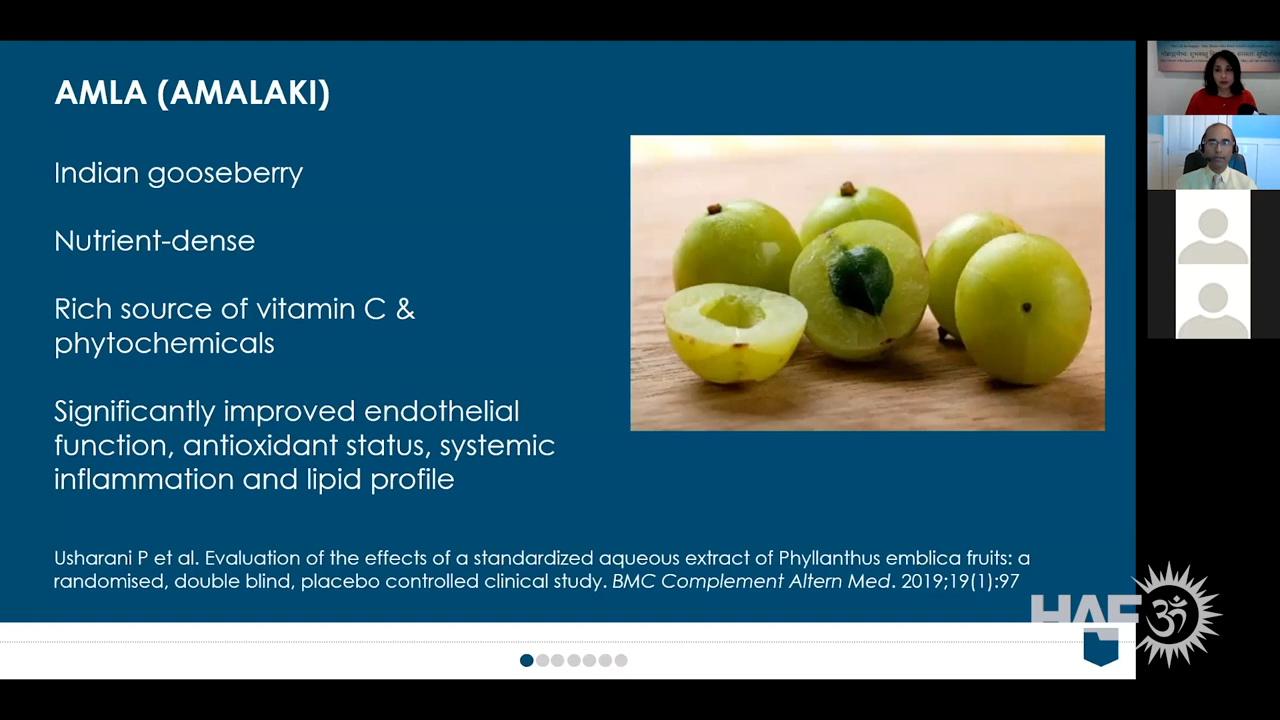 AMLA (AMALAKI)
Indian gooseberry
Nutrient-dense
Rich source of vitamin C &
phytochemicals
Significantly improved endothelial
function, antioxidant status, systemic
inflammation and lipid profile
Usharani P et al. Evaluation of the effects of a standardized aqueous extract of Phyllanthus emblica fruits: a
randomised, double blind, placebo controlled clinical study. BMC Complement Altern Med. 2019;19(1):97
HAF
ॐ